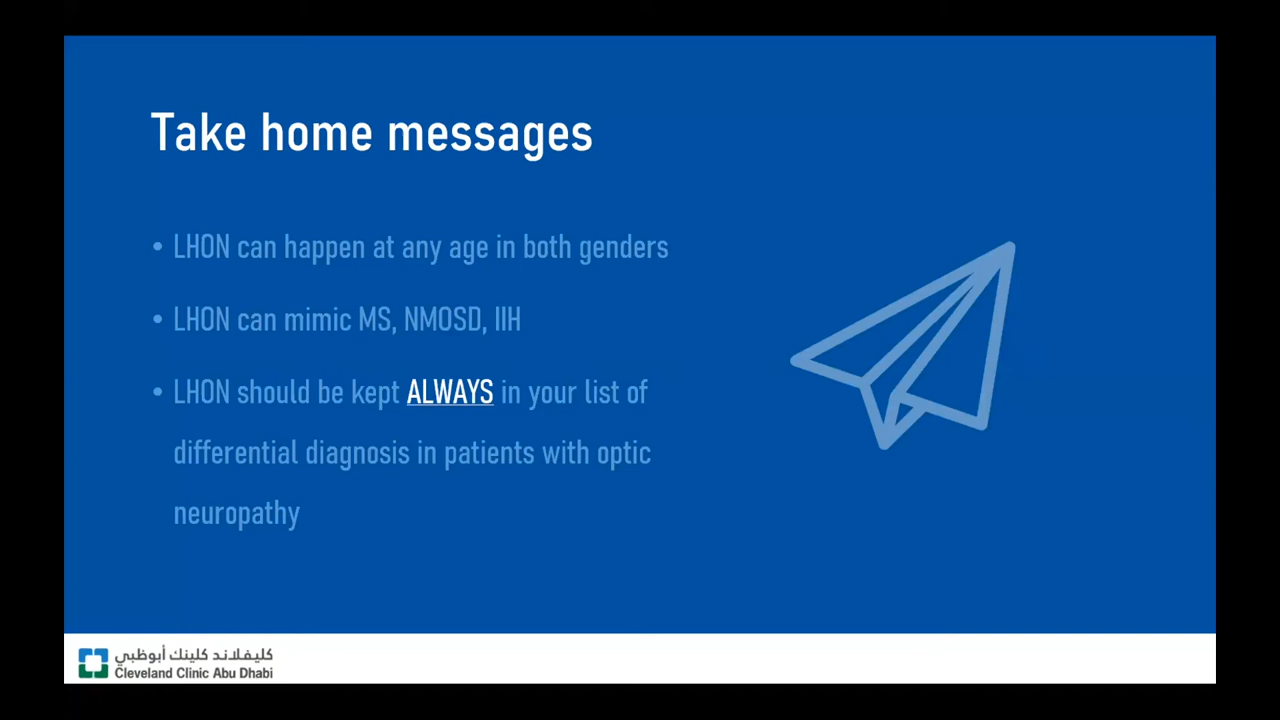 Take home messages
• LHON can happen at any age in both genders
• LHON can mimic MS, NMOSD, IIH
• LHON should be kept ALWAYS in your list of
differential diagnosis in patients with optic
neuropathy
كليفلاند كلينك أبوظبي
Cleveland Clinic Abu Dhabi